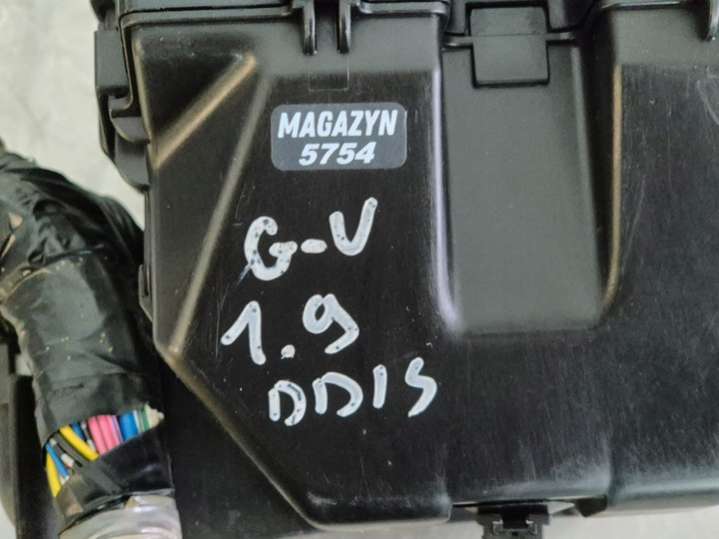 MAGAZYN
5754
G-V
1.9
DDIS